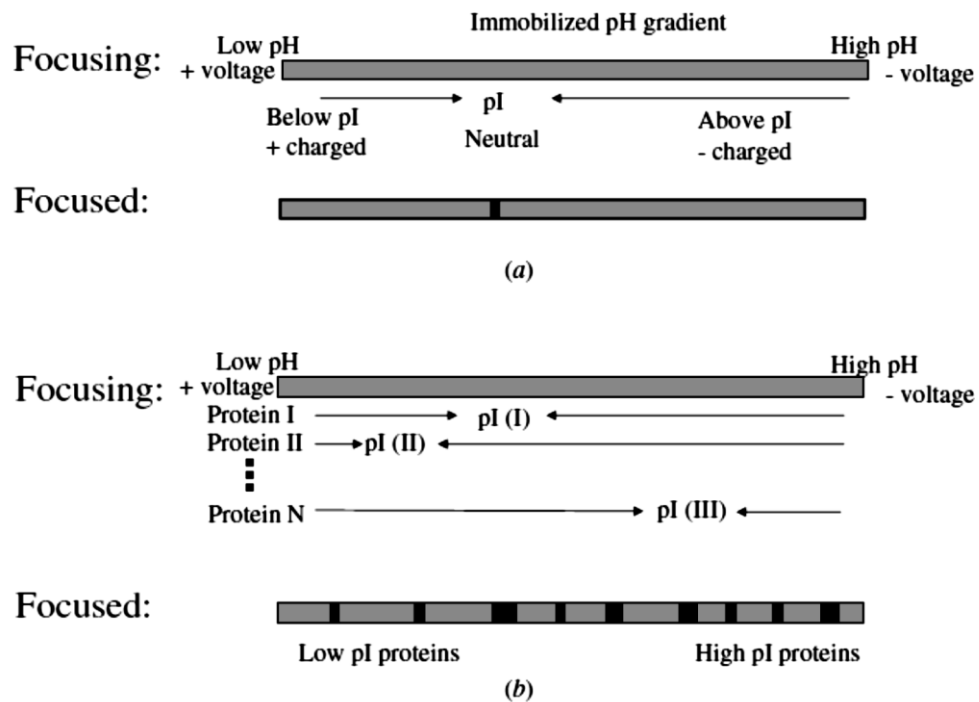 Immobilized pH gradient
Focusing:
Low pH
+ voltage
High pH
- voltage
pI
Neutral
Below pI
+ charged
Above pI
- charged
Focused:
(a)
Focusing:
Low pH
+ voltage
High pH
- voltage
Protein I
pI (I)
Protein II
pI (II)
Protein N
pI (III)
Focused:
Low pI proteins
High pI proteins
(b)